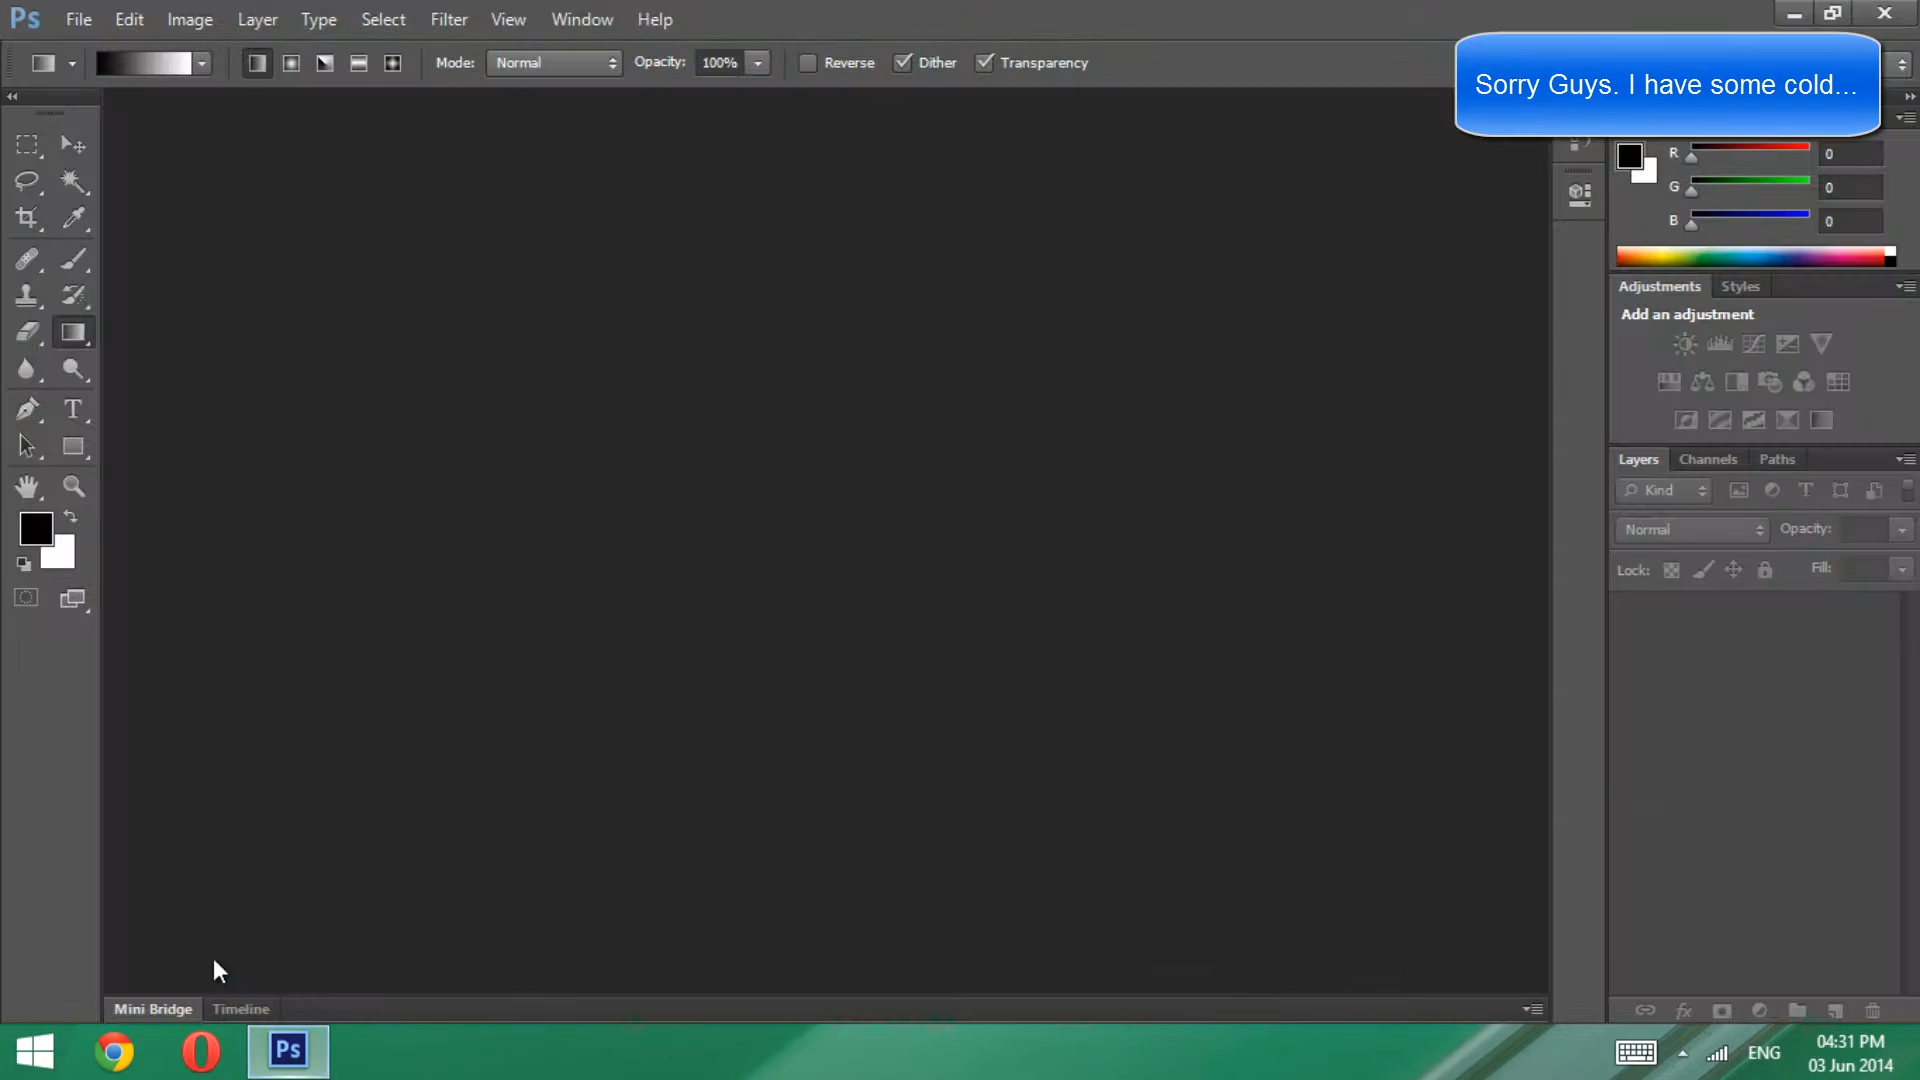 Ps File Edit Image Layer Type Select Filter View Window Help
Mode: Normal Opacity: 100% Reverse Dither Transparency
Sorry Guys. I have some cold...
R 0
G 0
B 0
Adjustments Styles
Add an adjustment
Layers Channels Paths
Kind
Normal Opacity:
Lock: Fill:
T
fx
Mini Bridge Timeline
Ps
ENG
04:31 PM
03 Jun 2014